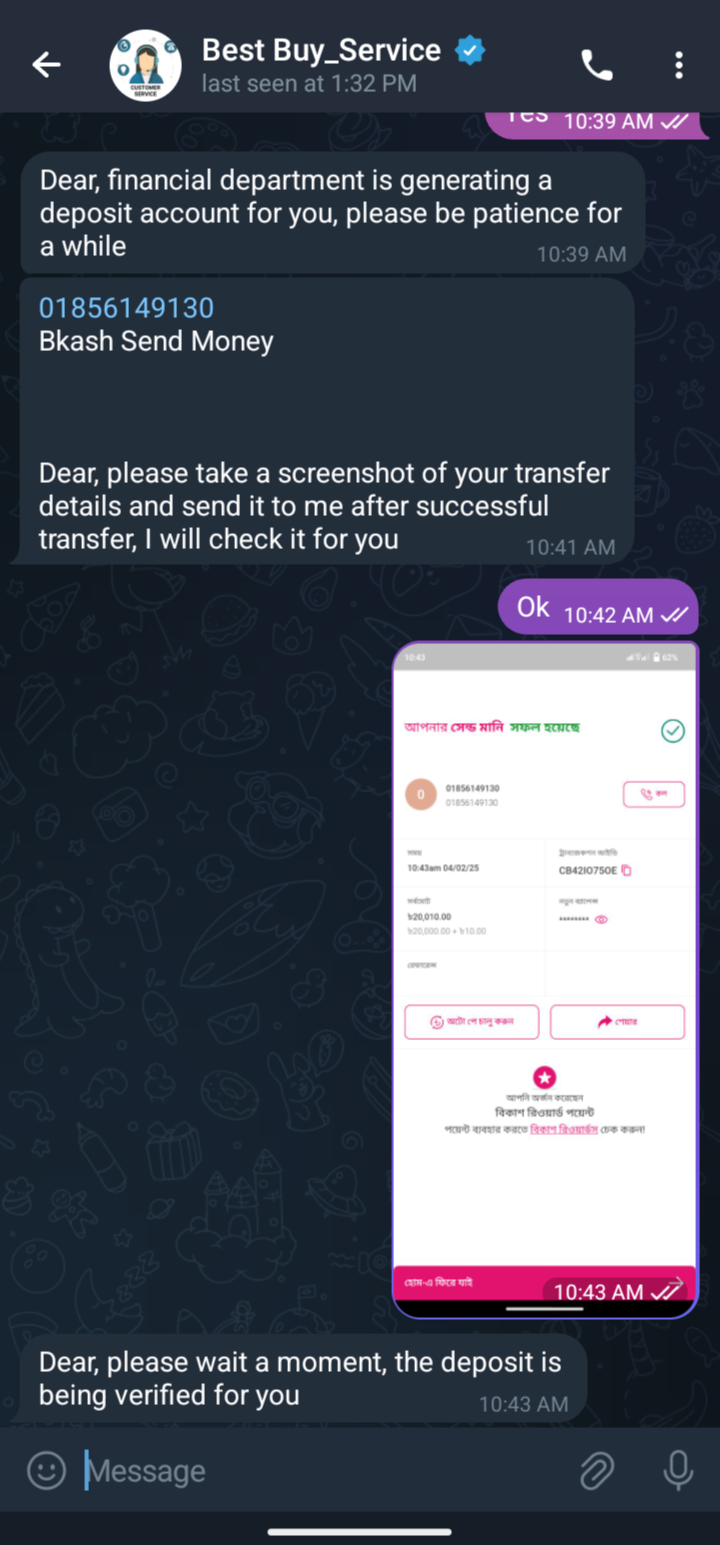 Best Buy_Service
last seen at 1:32 PM
CUSTOMER
SERVICE
Yes 10:39 AM
Dear, financial department is generating a
deposit account for you, please be patience for
a while
10:39 AM
01856149130
Bkash Send Money
Dear, please take a screenshot of your transfer
details and send it to me after successful
transfer, I will check it for you
10:41 AM
Ok 10:42 AM
10:43 62%
আপনার সেন্ড মানি সফল হয়েছে
0 01856149130
01856149130
কল
সময়
10:43am 04/02/25
ট্রানজেকশন আইডি
CB42IO75OE
সর্বমোট
৳20,010.00
৳20,000.00 + ৳10.00
নতুন ব্যালেন্স
********
রেফারেন্স
অটো পে চালু করুন
শেয়ার
আপনি অর্জন করেছেন
বিকাশ রিওয়ার্ড পয়েন্ট
পয়েন্ট ব্যবহার করতে বিকাশ রিওয়ার্ডস চেক করুন!
হোম-এ ফিরে যাই
10:43 AM
Dear, please wait a moment, the deposit is
being verified for you
10:43 AM
Message